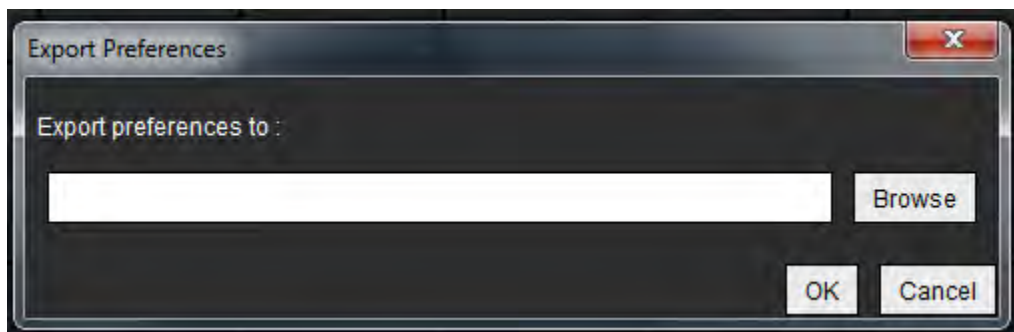 Export Preferences
Export preferences to :
Browse
OK
Cancel